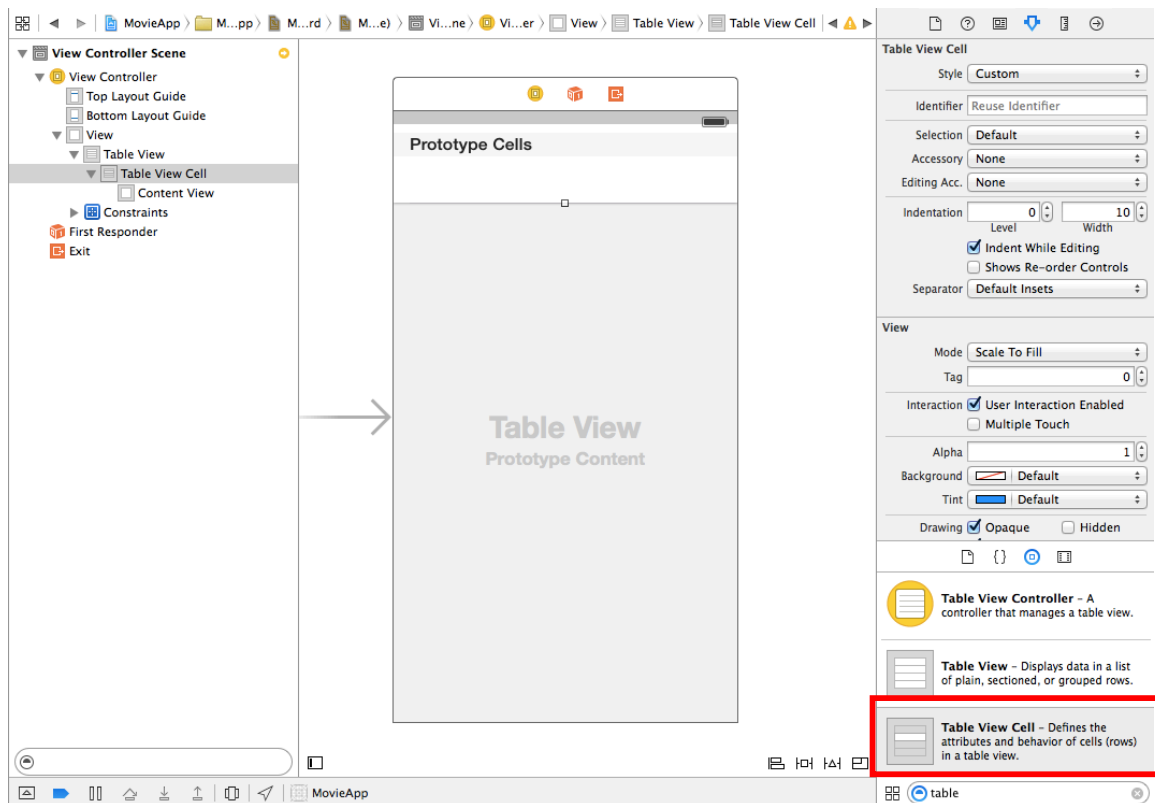 MovieApp M...pp) M...rd) M...e) Vi...ne) Vi...er) View Table View Table View Cell
View Controller Scene
View Controller
Top Layout Guide
Bottom Layout Guide
View
Table View
Table View Cell
Content View
Constraints
First Responder
Exit
Prototype Cells
Table View
Prototype Content
Table View Cell
Style Custom
Identifier Reuse Identifier
Selection Default
Accessory None
Editing Acc. None
Indentation 0 10
Level Width
Indent While Editing
Shows Re-order Controls
Separator Default Insets
View
Mode Scale To Fill
Tag 0
Interaction User Interaction Enabled
Multiple Touch
Alpha 1
Background Default
Tint Default
Drawing Opaque Hidden
{}
Table View Controller – A
controller that manages a table view.
Table View – Displays data in a list
of plain, sectioned, or grouped rows.
Table View Cell – Defines the
attributes and behavior of cells (rows)
in a table view.
MovieApp
table